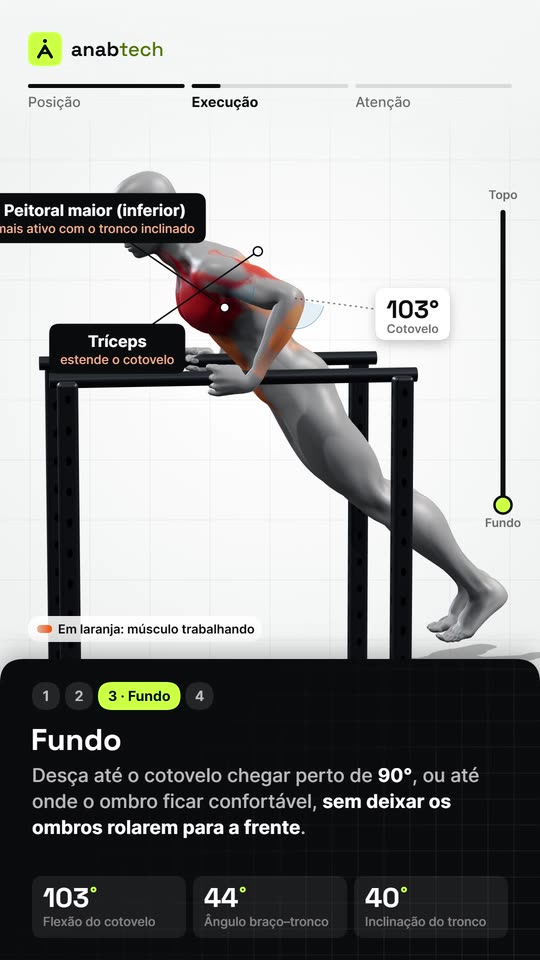 anabtech
Posição
Execução
Atenção
Topo
Peitoral maior (inferior)
mais ativo com o tronco inclinado
103°
Cotovelo
Tríceps
estende o cotovelo
Fundo
Em laranja: músculo trabalhando
1
2
3 · Fundo
4
Fundo
Desça até o cotovelo chegar perto de 90°, ou até
onde o ombro ficar confortável, sem deixar os
ombros rolarem para a frente.
103°
44°
40°
Flexão do cotovelo
Ângulo braço–tronco
Inclinação do tronco